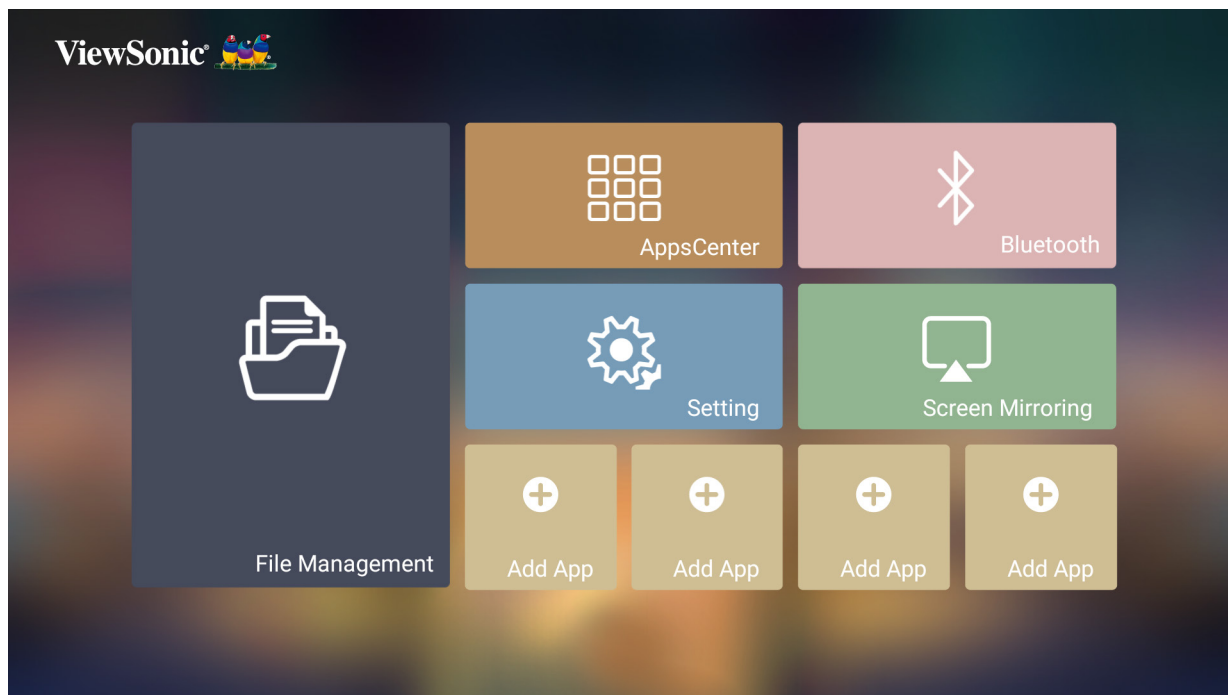 ViewSonic®
AppsCenter
Bluetooth
Setting
Screen Mirroring
File Management
Add App
Add App
Add App
Add App